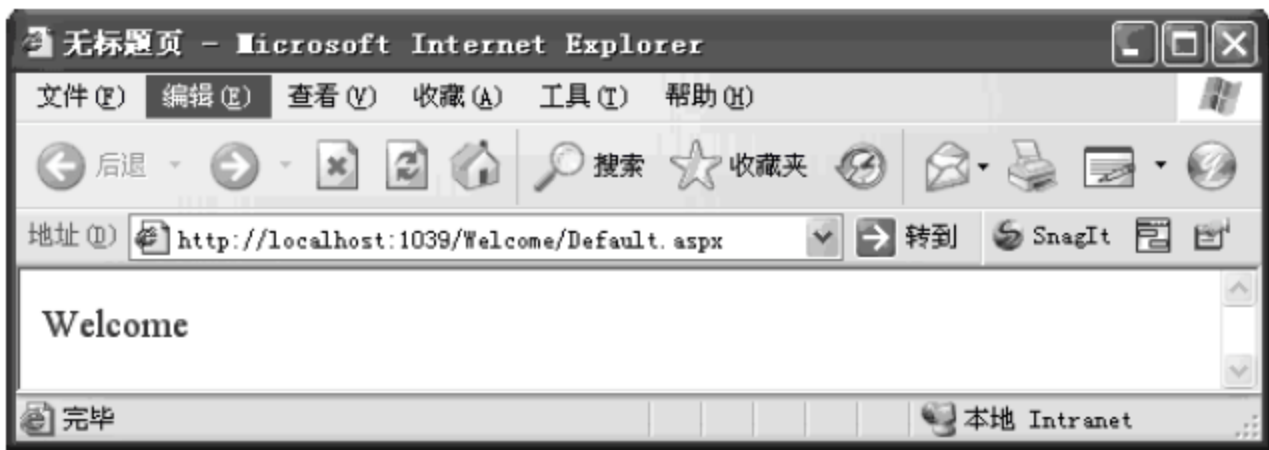 无标题页 - Microsoft Internet Explorer
文件(F) 编辑(E) 查看(V) 收藏(A) 工具(T) 帮助(H)
后退 搜索 收藏夹
地址(D) http://localhost:1039/Welcome/Default.aspx 转到 SnagIt
Welcome
完毕 本地 Intranet